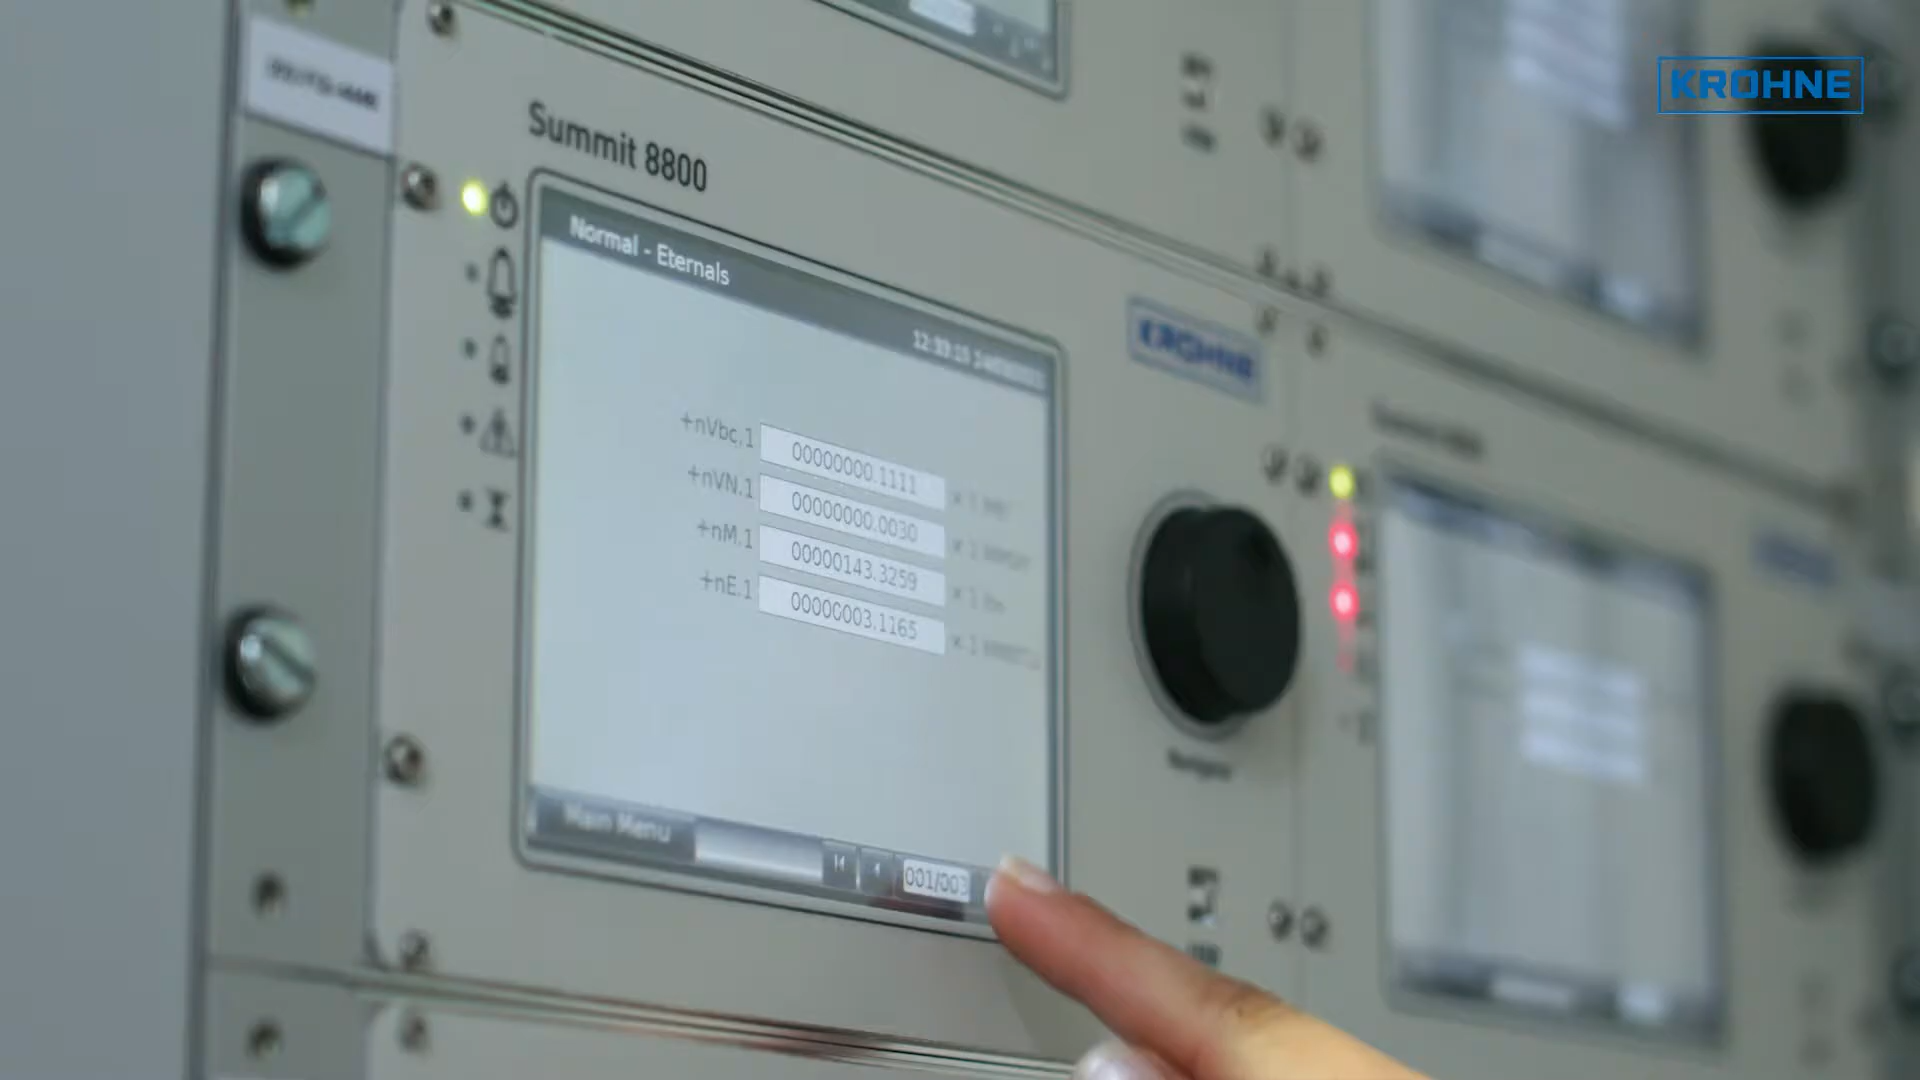 KROHNE
Summit 8800
Normal - Eternals
KROHNE
+nVbc.1 00000000.1111
+nVN.1 00000000.0030
+nM.1 00000143.3259
+nE.1 00000003.1165
Main Menu
001/003